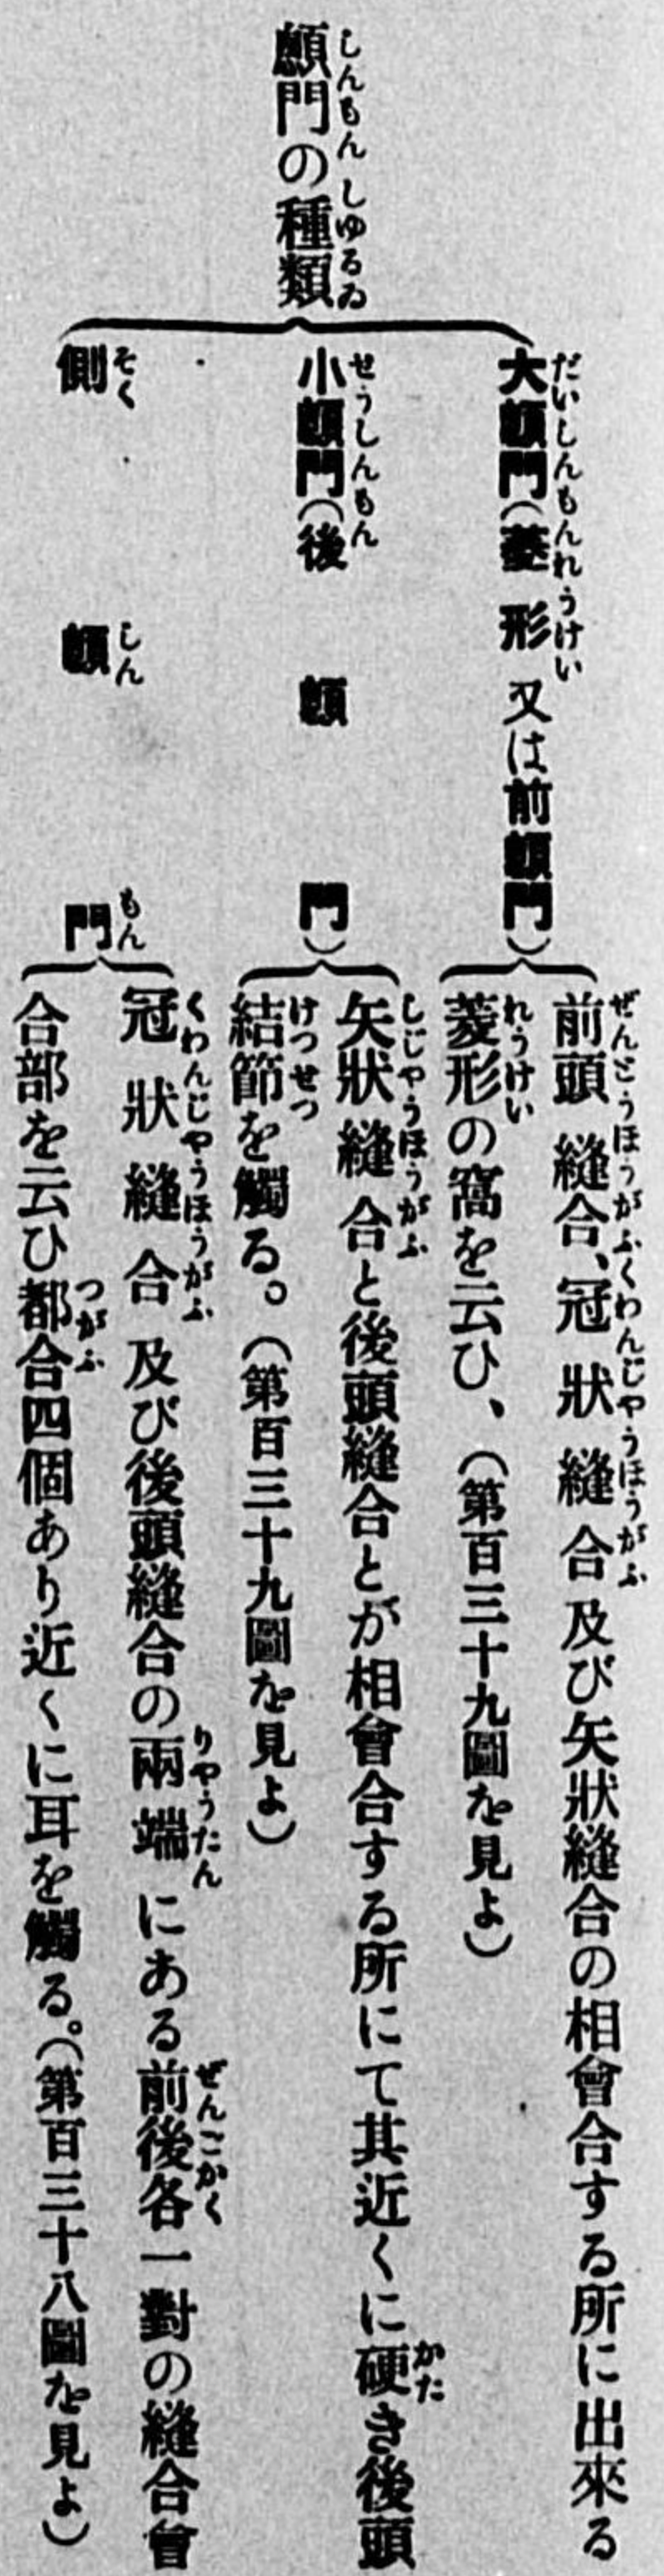 顖門の種類
大顖門(菱形又は前顖門)
前頭縫合、冠狀縫合及び矢狀縫合の相會合する所に出來る
菱形の窩を云ひ、(第百三十九圖を見よ)
小顖門(後顖門)
矢狀縫合と後頭縫合とが相會合する所にて其近くに硬き後頭
結節を觸る。(第百三十九圖を見よ)
側顖門
冠狀縫合及び後頭縫合の兩端にある前後各一對の縫合會
合部を云ひ都合四個あり近くに耳を觸る。(第百三十八圖を見よ)